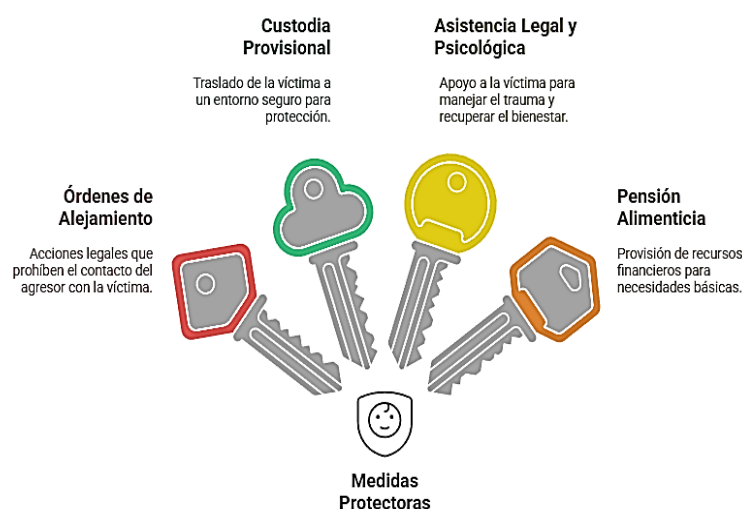 Custodia
Provisional
Traslado de la víctima a
un entorno seguro para
protección.
Asistencia Legal y
Psicológica
Apoyo a la víctima para
manejar el trauma y
recuperar el bienestar.
Órdenes de
Alejamiento
Acciones legales que
prohíben el contacto del
agresor con la víctima.
Pensión
Alimenticia
Provisión de recursos
financieros para
necesidades básicas.
Medidas
Protectoras